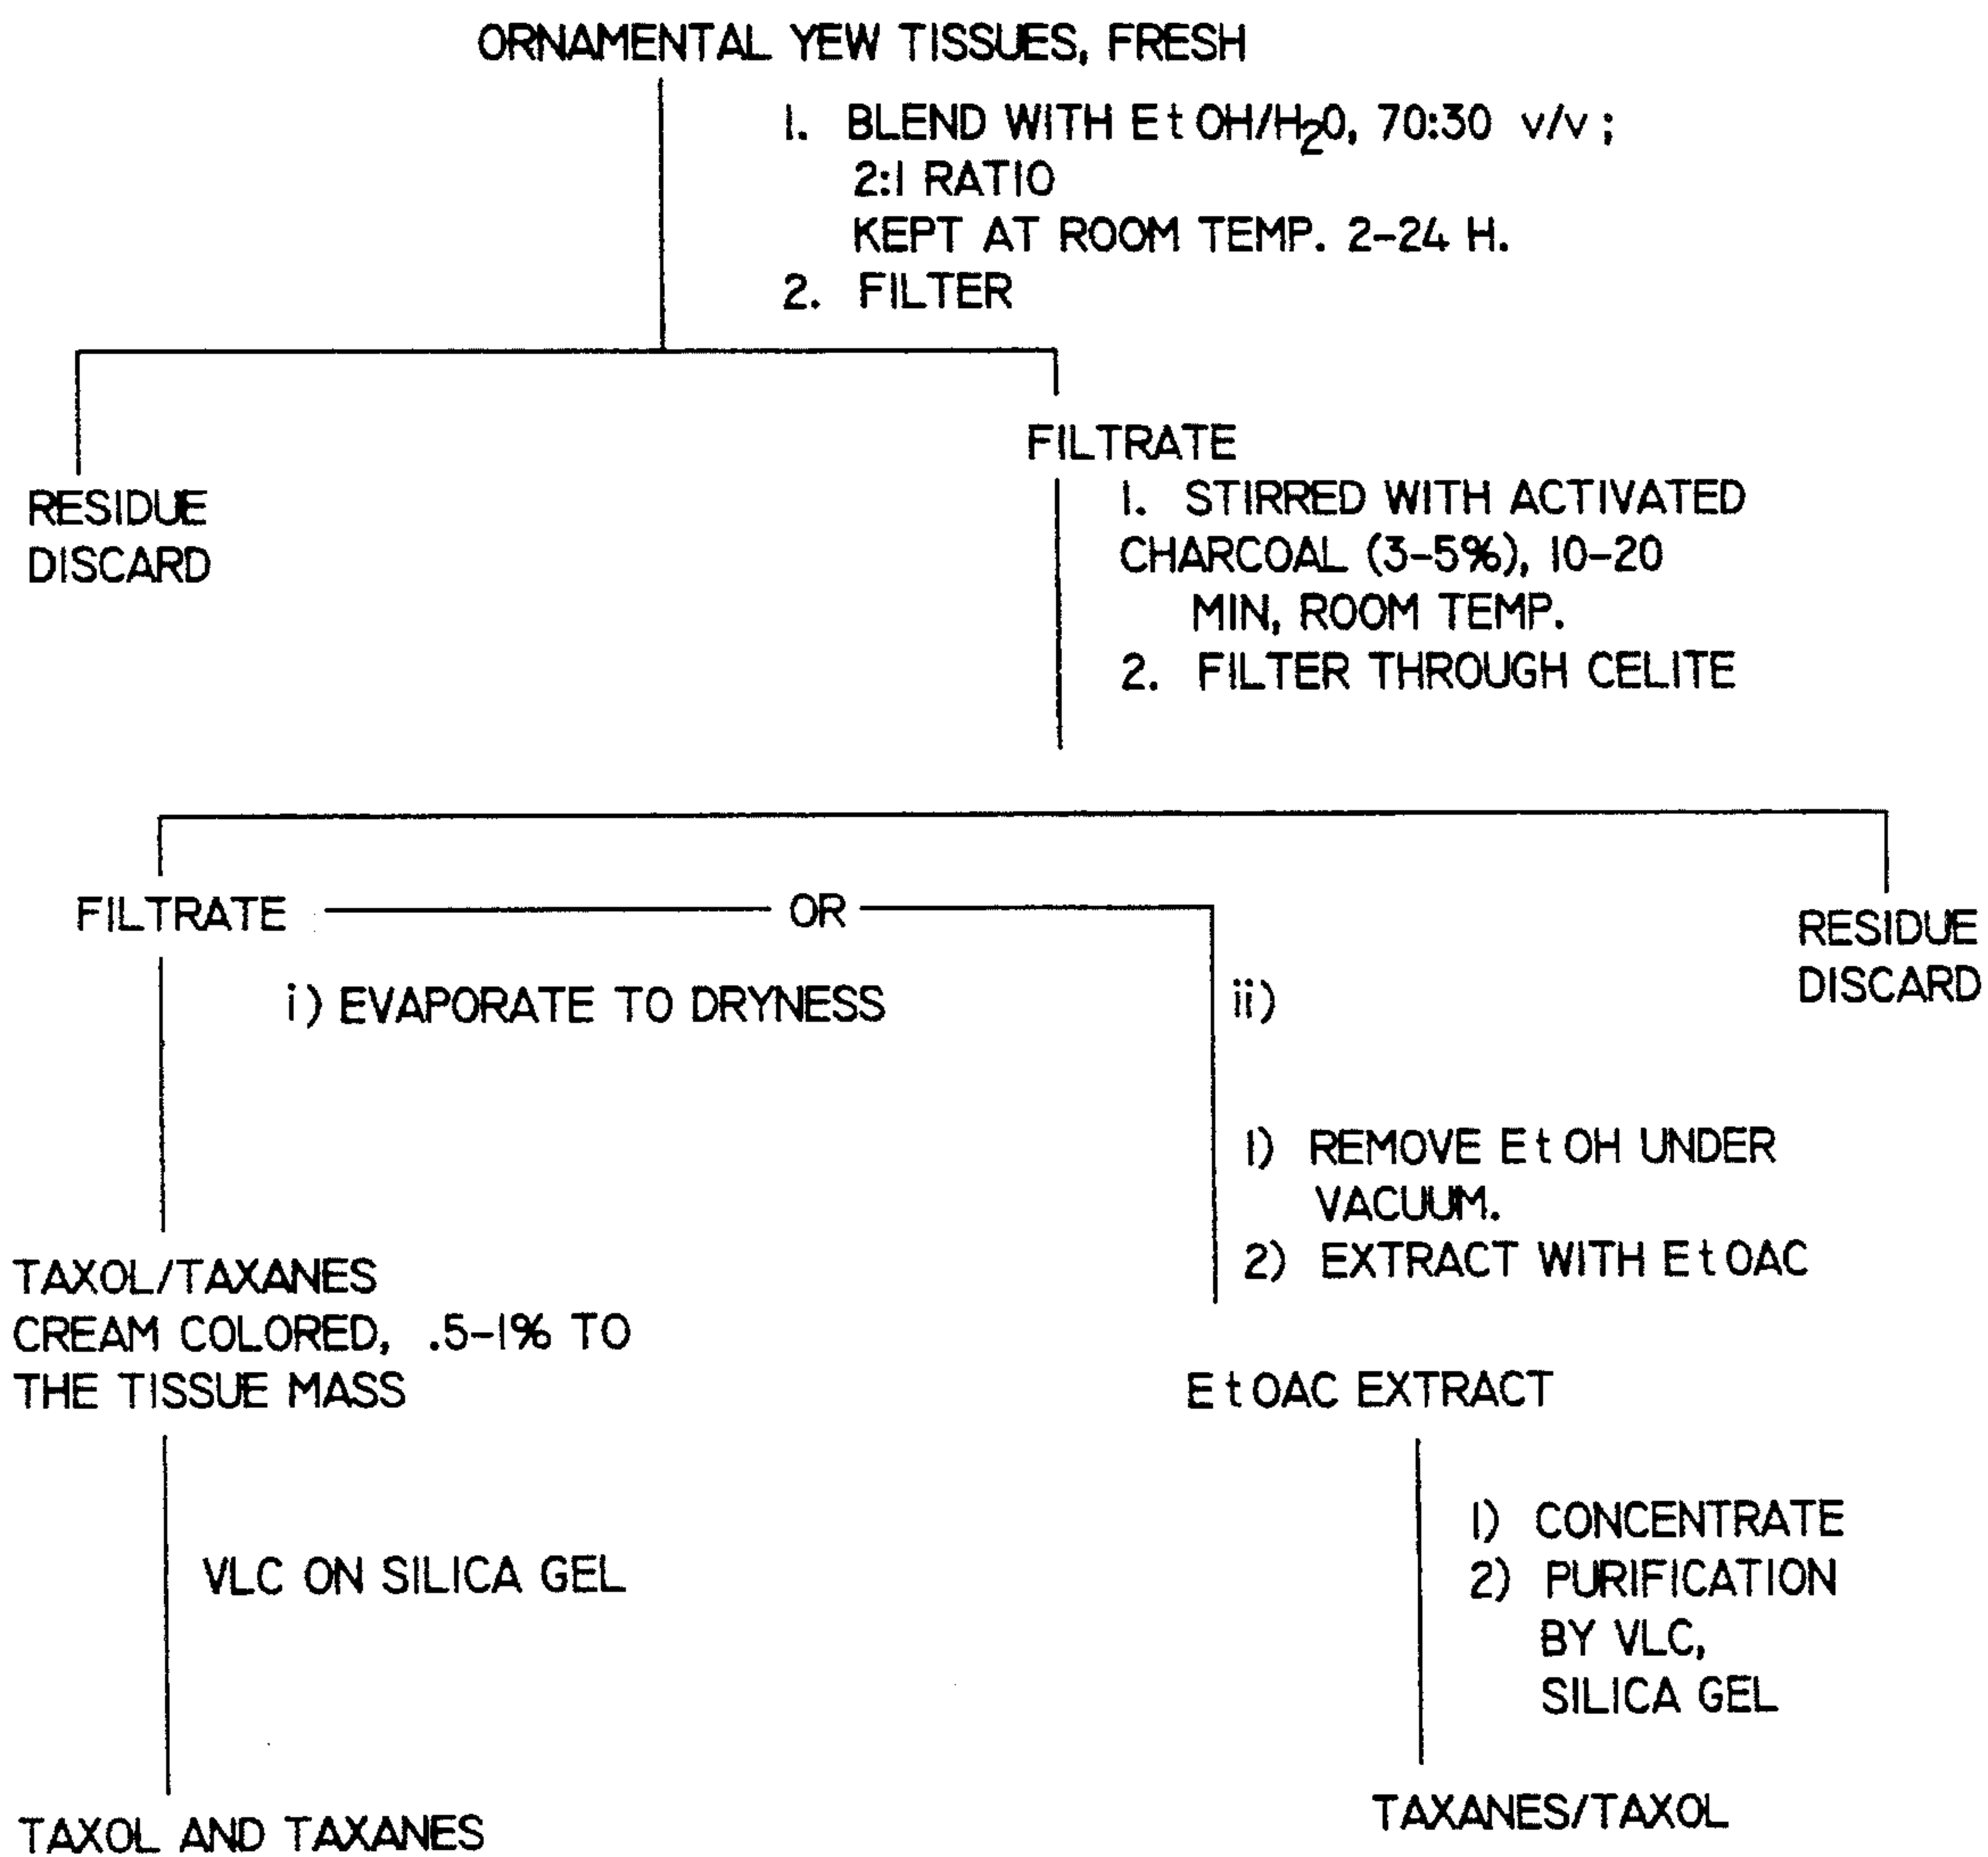 ORNAMENTAL YEW TISSUES, FRESH
1. BLEND WITH EtOH/H2O, 70:30 v/v;
2:1 RATIO
KEPT AT ROOM TEMP. 2-24 H.
2. FILTER
RESIDUE
DISCARD
FILTRATE
1. STIRRED WITH ACTIVATED
CHARCOAL (3-5%), 10-20
MIN, ROOM TEMP.
2. FILTER THROUGH CELITE
FILTRATE
OR
RESIDUE
DISCARD
i) EVAPORATE TO DRYNESS
ii)
1) REMOVE EtOH UNDER
VACUUM.
2) EXTRACT WITH EtOAC
TAXOL/TAXANES
CREAM COLORED, .5-1% TO
THE TISSUE MASS
EtOAC EXTRACT
VLC ON SILICA GEL
1) CONCENTRATE
2) PURIFICATION
BY VLC,
SILICA GEL
TAXOL AND TAXANES
TAXANES/TAXOL